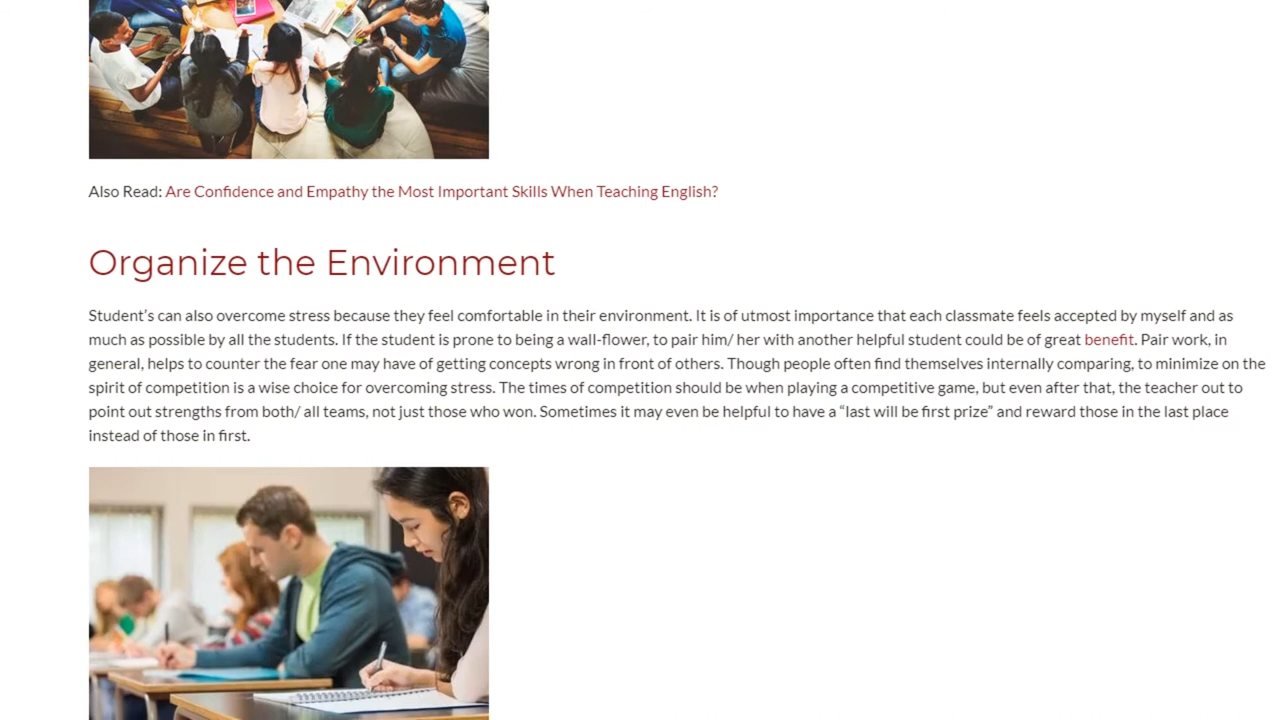 Also Read: Are Confidence and Empathy the Most Important Skills When Teaching English?
Organize the Environment
Student’s can also overcome stress because they feel comfortable in their environment. It is of utmost importance that each classmate feels accepted by myself and as
much as possible by all the students. If the student is prone to being a wall-flower, to pair him/ her with another helpful student could be of great benefit. Pair work, in
general, helps to counter the fear one may have of getting concepts wrong in front of others. Though people often find themselves internally comparing, to minimize on the
spirit of competition is a wise choice for overcoming stress. The times of competition should be when playing a competitive game, but even after that, the teacher out to
point out strengths from both/ all teams, not just those who won. Sometimes it may even be helpful to have a “last will be first prize” and reward those in the last place
instead of those in first.